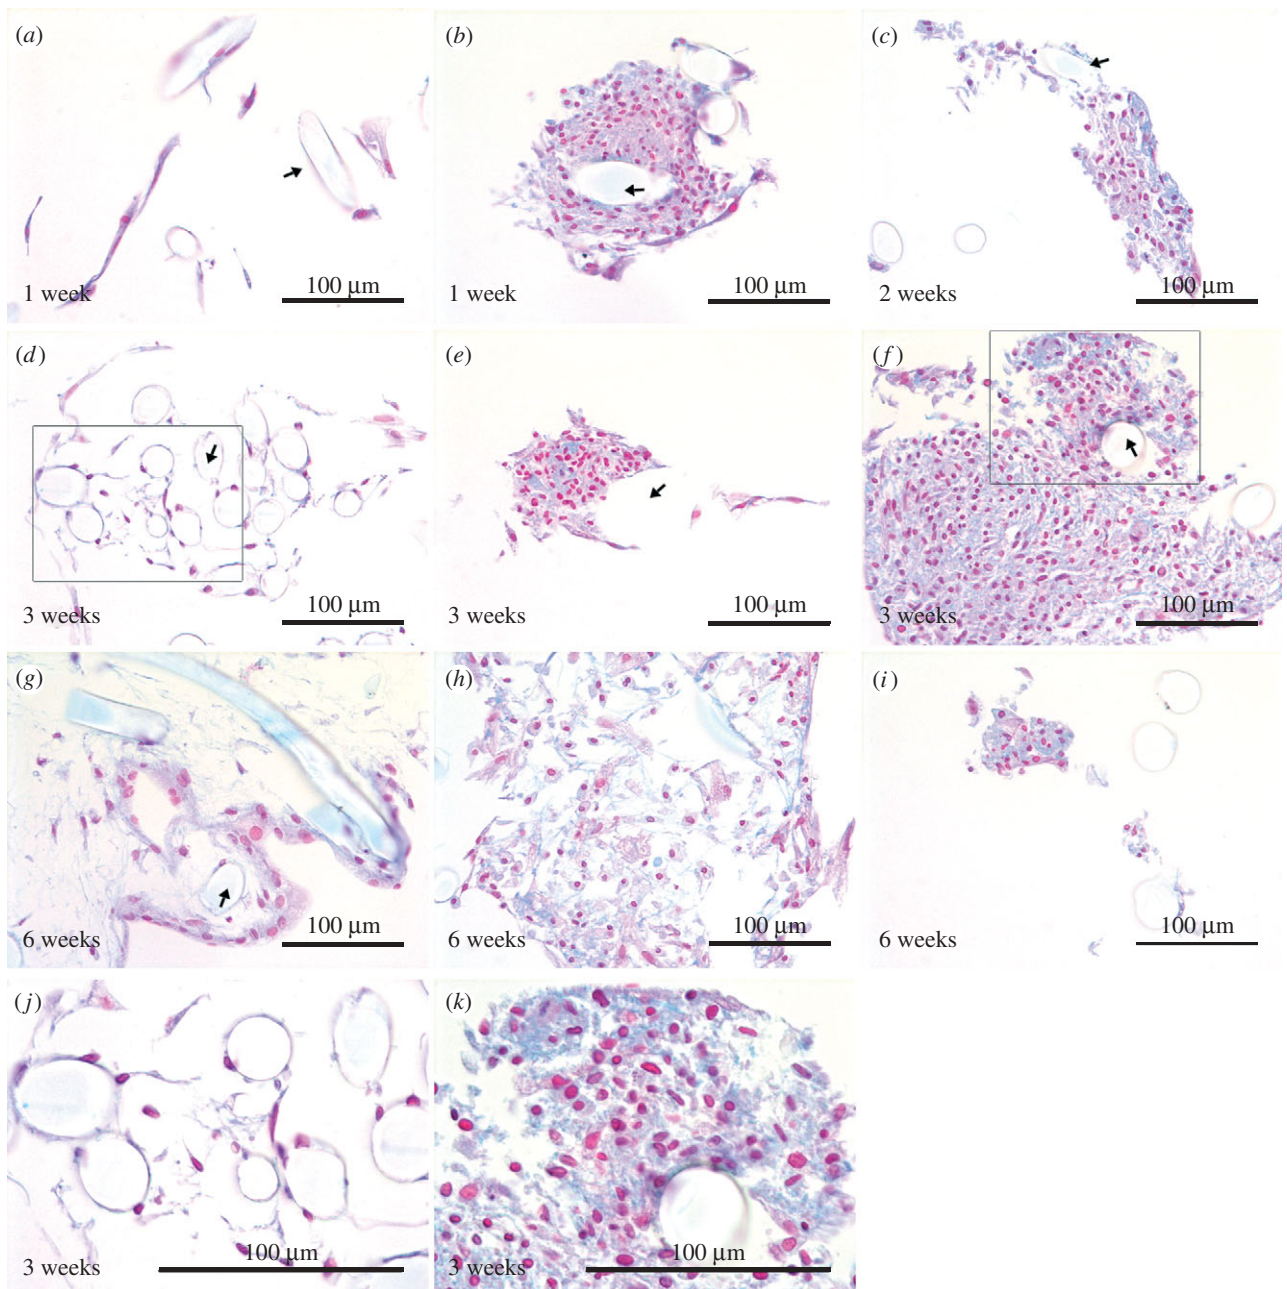 (a)
1 week
100 µm
(b)
1 week
100 µm
(c)
2 weeks
100 µm
(d)
3 weeks
100 µm
(e)
3 weeks
100 µm
(f)
3 weeks
100 µm
(g)
6 weeks
100 µm
(h)
6 weeks
100 µm
(i)
6 weeks
100 µm
(j)
3 weeks
100 µm
(k)
3 weeks
100 µm